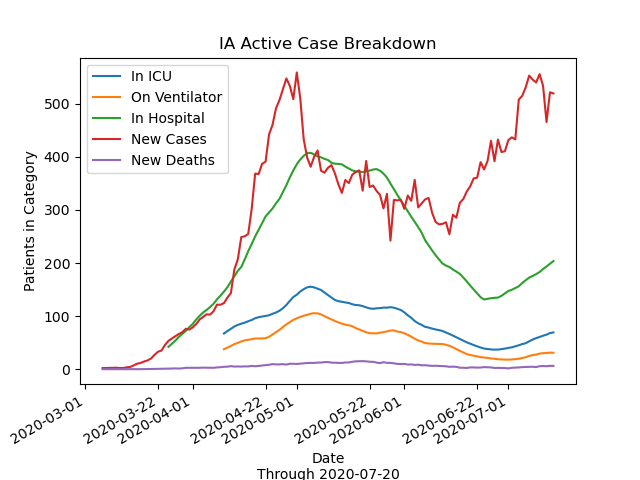 IA Active Case Breakdown
In ICU
On Ventilator
In Hospital
New Cases
New Deaths
Patients in Category
500
400
300
200
100
0
2020-03-01
2020-03-22
2020-04-01
2020-04-22
2020-05-01
2020-05-22
2020-06-01
2020-06-22
2020-07-01
Date
Through 2020-07-20